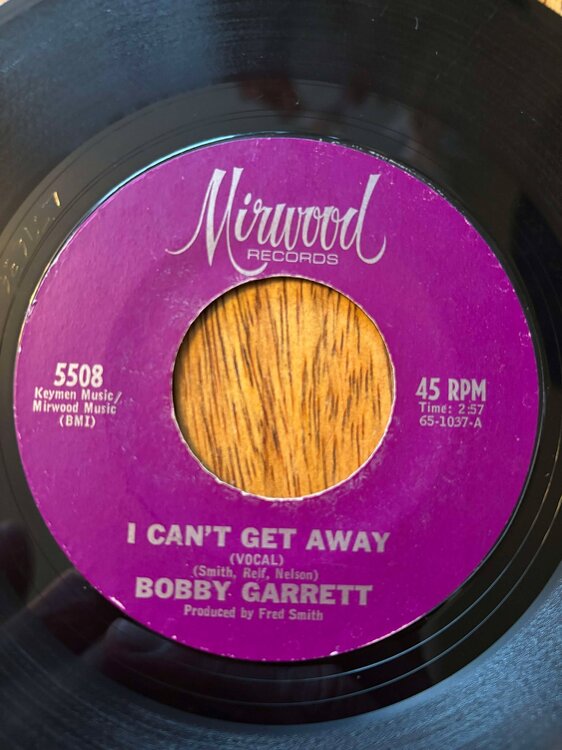 Mirwood
RECORDS
5508
Keymen Music/
Mirwood Music
(BMI)
45 RPM
Time: 2:57
65-1037-A
I CAN'T GET AWAY
(VOCAL)
(Smith, Relf, Nelson)
BOBBY GARRETT
Produced by Fred Smith